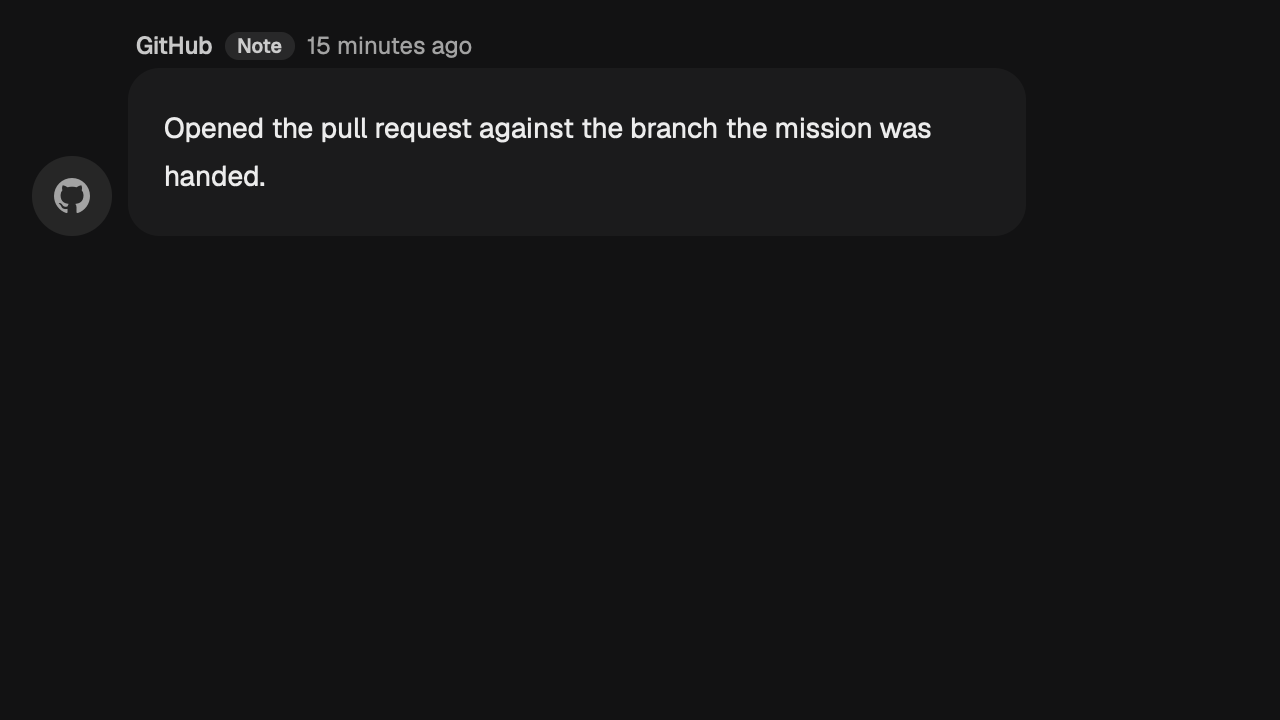 GitHub Note 15 minutes ago
Opened the pull request against the branch the mission was
handed.